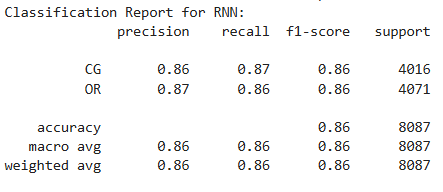 Classification Report for RNN:
precision recall f1-score support
CG 0.86 0.87 0.86 4016
OR 0.87 0.86 0.86 4071
accuracy 0.86 8087
macro avg 0.86 0.86 0.86 8087
weighted avg 0.86 0.86 0.86 8087